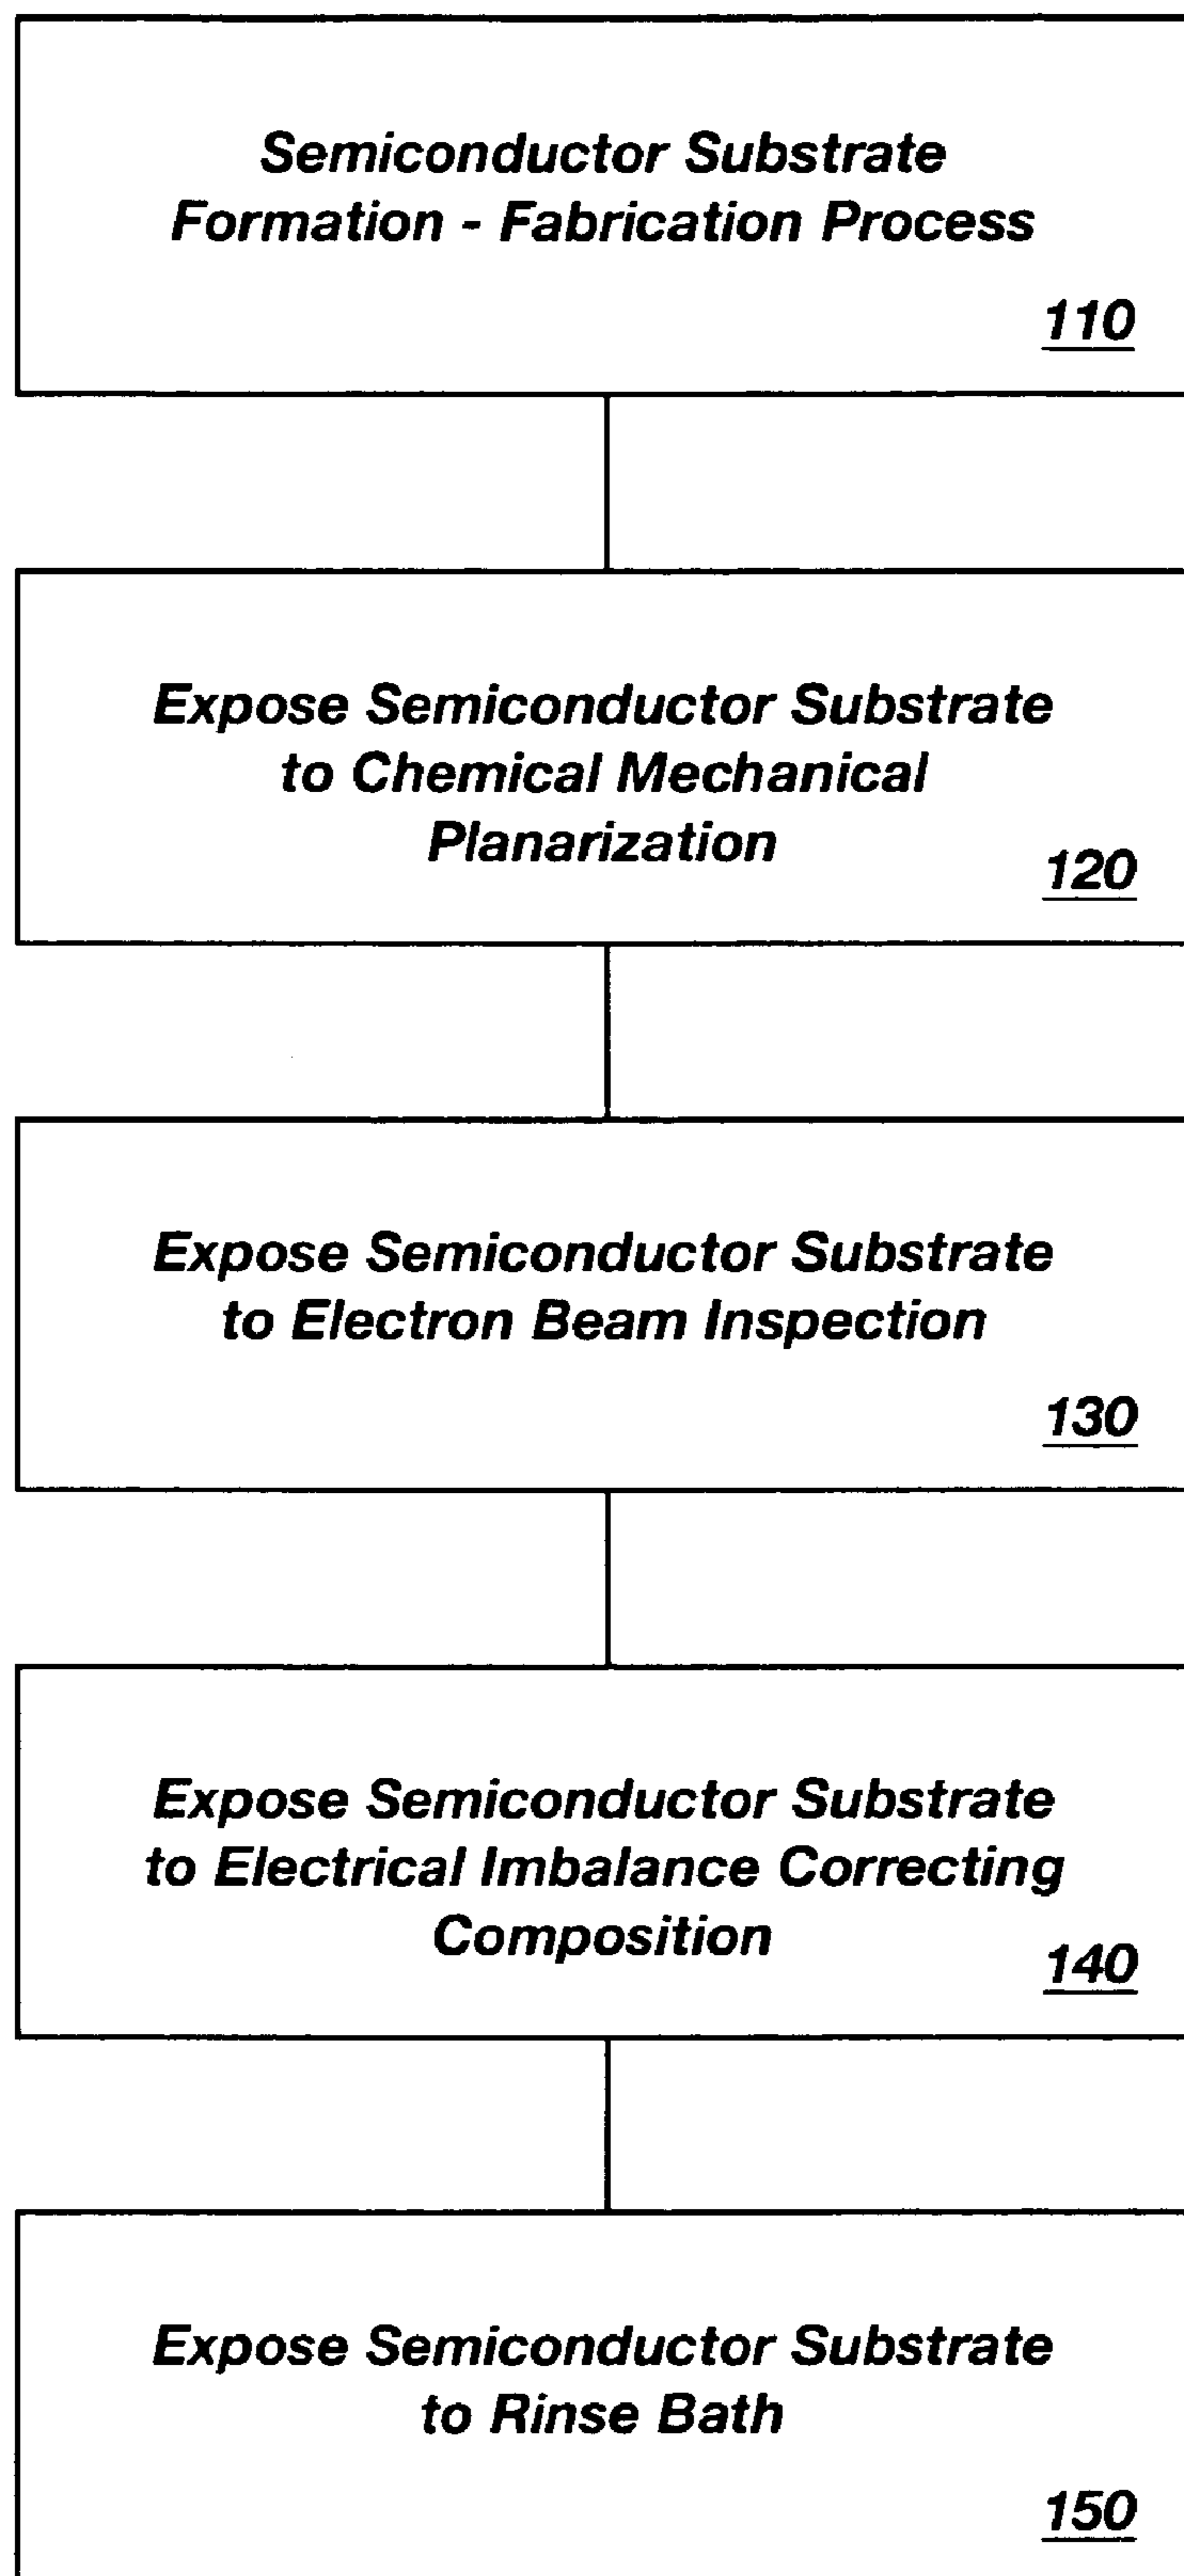 Semiconductor Substrate
Formation - Fabrication Process
110
Expose Semiconductor Substrate
to Chemical Mechanical
Planarization
120
Expose Semiconductor Substrate
to Electron Beam Inspection
130
Expose Semiconductor Substrate
to Electrical Imbalance Correcting
Composition
140
Expose Semiconductor Substrate
to Rinse Bath
150